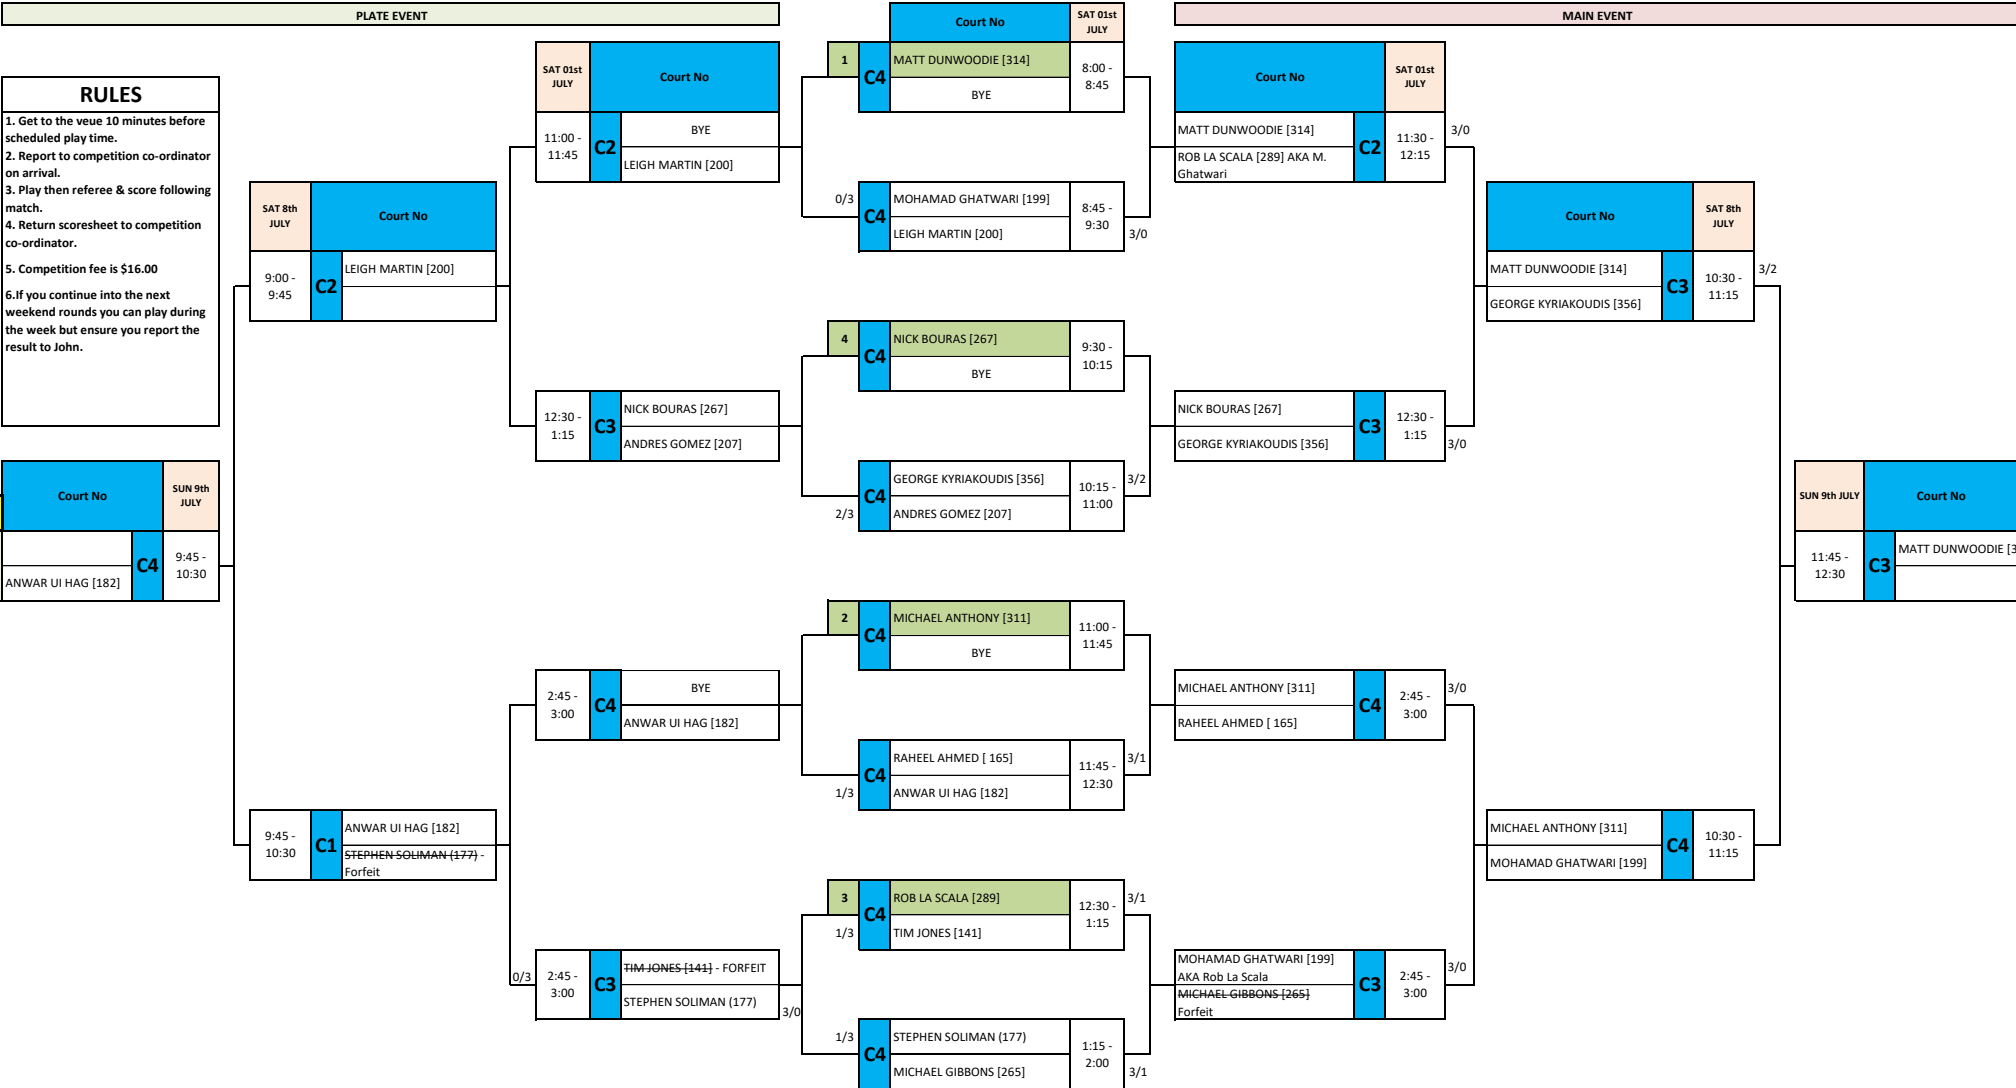 PLATE EVENT
Court No
SAT 01st
JULY
MAIN EVENT
RULES
1. Get to the veue 10 minutes before
scheduled play time.
2. Report to competition co-ordinator
on arrival.
3. Play then referee & score following
match.
4. Return scoresheet to competition
co-ordinator.
5. Competition fee is $16.00
6.If you continue into the next
weekend rounds you can play during
the week but ensure you report the
result to John.
Court No
SUN 9th
JULY
C4
9:45 -
10:30
ANWAR UI HAG [182]
SAT 8th
JULY
Court No
9:00 -
9:45
C2
LEIGH MARTIN [200]
9:45 -
10:30
C1
ANWAR UI HAG [182]
STEPHEN SOLIMAN (177) -
Forfeit
SAT 01st
JULY
Court No
11:00 -
11:45
C2
BYE
LEIGH MARTIN [200]
12:30 -
1:15
C3
NICK BOURAS [267]
ANDRES GOMEZ [207]
2:45 -
3:00
C4
BYE
ANWAR UI HAG [182]
0/3
2:45 -
3:00
C3
TIM JONES [141] - FORFEIT
STEPHEN SOLIMAN (177)
3/0
1
C4
MATT DUNWOODIE [314]
BYE
8:00 -
8:45
0/3
C4
MOHAMAD GHATWARI [199]
LEIGH MARTIN [200]
8:45 -
9:30
3/0
4
C4
NICK BOURAS [267]
BYE
9:30 -
10:15
2/3
C4
GEORGE KYRIAKOUDIS [356]
ANDRES GOMEZ [207]
10:15 -
11:00
3/2
2
C4
MICHAEL ANTHONY [311]
BYE
11:00 -
11:45
1/3
C4
RAHEEL AHMED [ 165]
ANWAR UI HAG [182]
11:45 -
12:30
3/1
3
1/3
C4
ROB LA SCALA [289]
TIM JONES [141]
12:30 -
1:15
3/1
1/3
C4
STEPHEN SOLIMAN (177)
MICHAEL GIBBONS [265]
1:15 -
2:00
3/1
Court No
SAT 01st
JULY
MATT DUNWOODIE [314]
ROB LA SCALA [289] AKA M.
Ghatwari
C2
11:30 -
12:15
3/0
NICK BOURAS [267]
GEORGE KYRIAKOUDIS [356]
C3
12:30 -
1:15
3/0
MICHAEL ANTHONY [311]
RAHEEL AHMED [ 165]
C4
2:45 -
3:00
3/0
MOHAMAD GHATWARI [199]
AKA Rob La Scala
MICHAEL GIBBONS [265]
Forfeit
C3
2:45 -
3:00
3/0
Court No
SAT 8th
JULY
MATT DUNWOODIE [314]
GEORGE KYRIAKOUDIS [356]
C3
10:30 -
11:15
3/2
MICHAEL ANTHONY [311]
MOHAMAD GHATWARI [199]
C4
10:30 -
11:15
SUN 9th JULY
Court No
11:45 -
12:30
C3
MATT DUNWOODIE [3